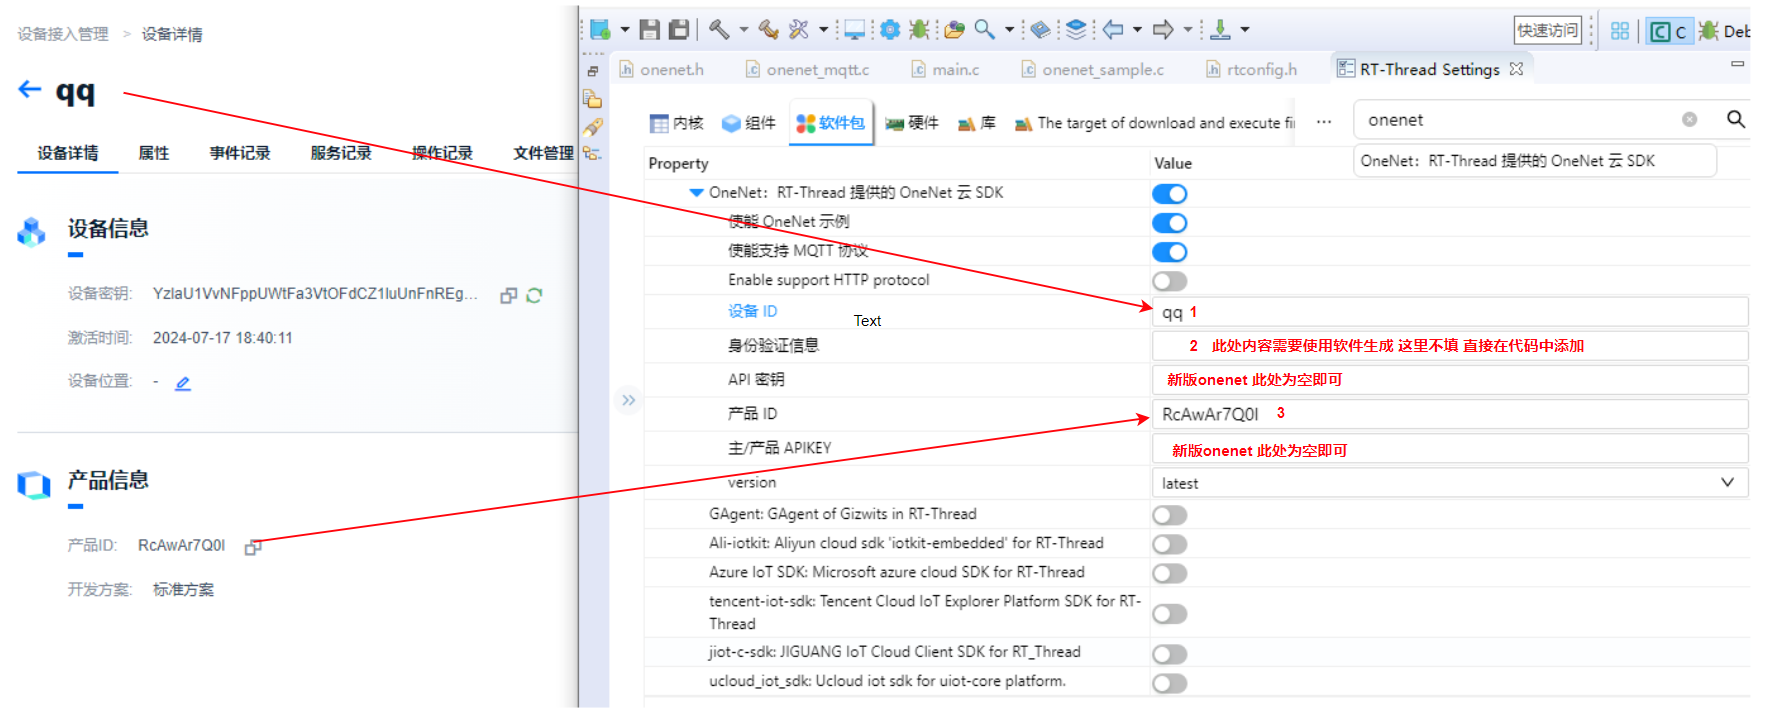 设备接入管理 > 设备详情
qq
设备详情 属性 事件记录 服务记录 操作记录 文件管理
设备信息
设备密钥: YzlaU1VvNFppUWtFa3VtOFdCZ1IuUnFnREg...
激活时间: 2024-07-17 18:40:11
设备位置: -
产品信息
产品ID: RcAwAr7Q0I
开发方案: 标准方案
快速访问 C Deb
onenet.h onenet_mqtt.c main.c onenet_sample.c rtconfig.h RT-Thread Settings
内核 组件 软件包 硬件 库 The target of download and execute fi ... onenet
Property Value OneNet：RT-Thread 提供的 OneNet 云 SDK
OneNet：RT-Thread 提供的 OneNet 云 SDK
使能 OneNet 示例
使能支持 MQTT 协议
Enable support HTTP protocol
设备 ID qq 1
Text
身份验证信息 2 此处内容需要使用软件生成 这里不填 直接在代码中添加
API 密钥 新版onenet 此处为空即可
产品 ID RcAwAr7Q0I 3
主/产品 APIKEY 新版onenet 此处为空即可
version latest
GAgent: GAgent of Gizwits in RT-Thread
Ali-iotkit: Aliyun cloud sdk 'iotkit-embedded' for RT-Thread
Azure IoT SDK: Microsoft azure cloud SDK for RT-Thread
tencent-iot-sdk: Tencent Cloud IoT Explorer Platform SDK for RT-
Thread
jiot-c-sdk: JIGUANG IoT Cloud Client SDK for RT_Thread
ucloud_iot_sdk: Ucloud iot sdk for uiot-core platform.